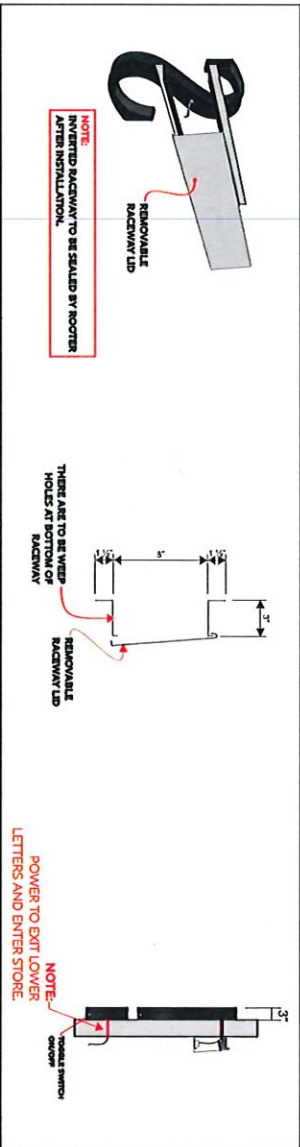 REMOVABLE
RACEWAY LID
NOTE:
INVERTED RACEWAY TO BE SEALED BY ROOTER
AFTER INSTALLATION.
1 ½"
8"
1 ½"
3"
THERE ARE TO BE WEEP
HOLES AT BOTTOM OF
RACEWAY
REMOVABLE
RACEWAY LID
3"
TOGGLE SWITCH
ON/OFF
NOTE:
POWER TO EXIT LOWER
LETTERS AND ENTER STORE.